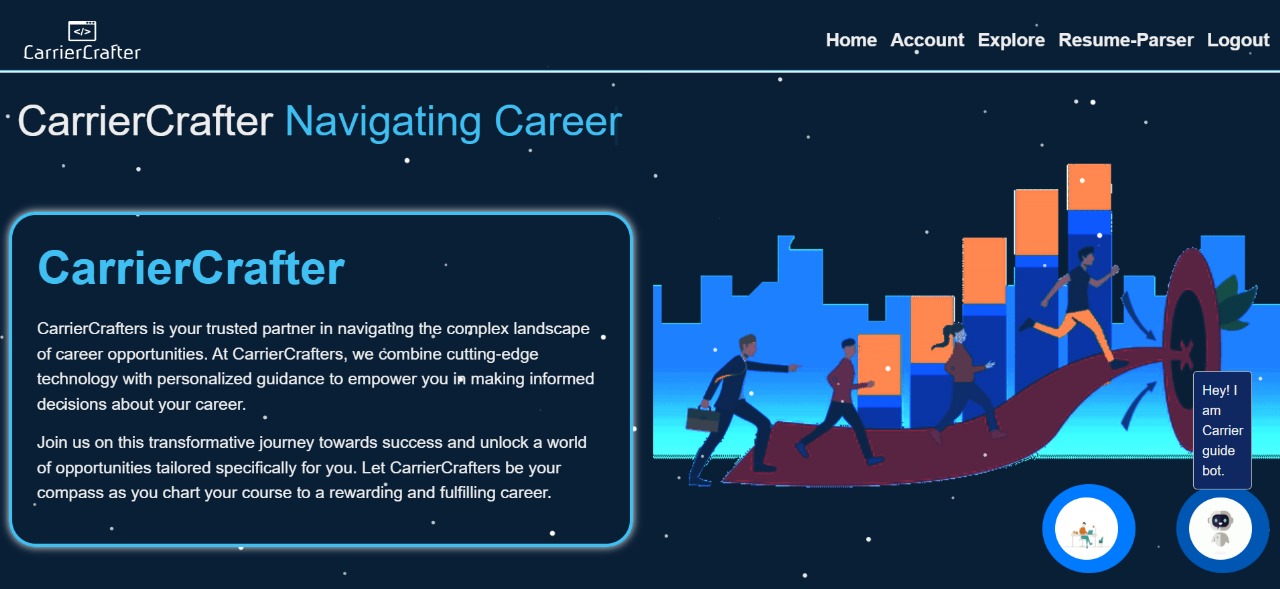 </>
CarrierCrafter
Home Account Explore Resume-Parser Logout
CarrierCrafter Navigating Career
CarrierCrafter
CarrierCrafters is your trusted partner in navigating the complex landscape
of career opportunities. At CarrierCrafters, we combine cutting-edge
technology with personalized guidance to empower you in making informed
decisions about your career.
Join us on this transformative journey towards success and unlock a world
of opportunities tailored specifically for you. Let CarrierCrafters be your
compass as you chart your course to a rewarding and fulfilling career.
Hey! I
am
Carrier
guide
bot.